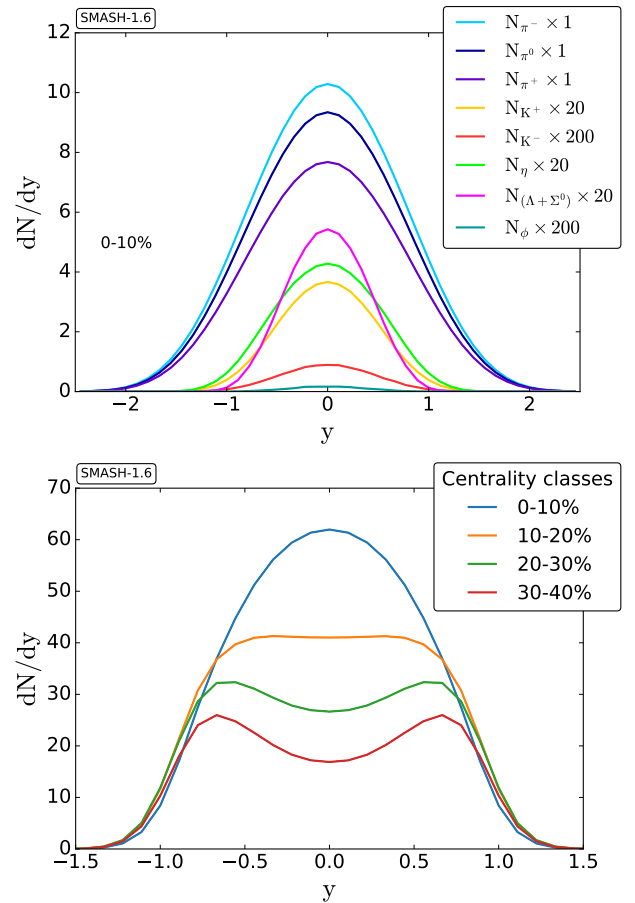 SMASH-1.6
N_{π^-} × 1
N_{π^0} × 1
N_{π^+} × 1
N_{K^+} × 20
N_{K^-} × 200
N_η × 20
N_{(Λ+Σ^0)} × 20
N_ϕ × 200
12
10
8
6
4
2
0
dN/dy
0-10%
−2 −1 0 1 2
y
SMASH-1.6
Centrality classes
0-10%
10-20%
20-30%
30-40%
70
60
50
40
30
20
10
0
dN/dy
−1.5 −1.0 −0.5 0.0 0.5 1.0 1.5
y